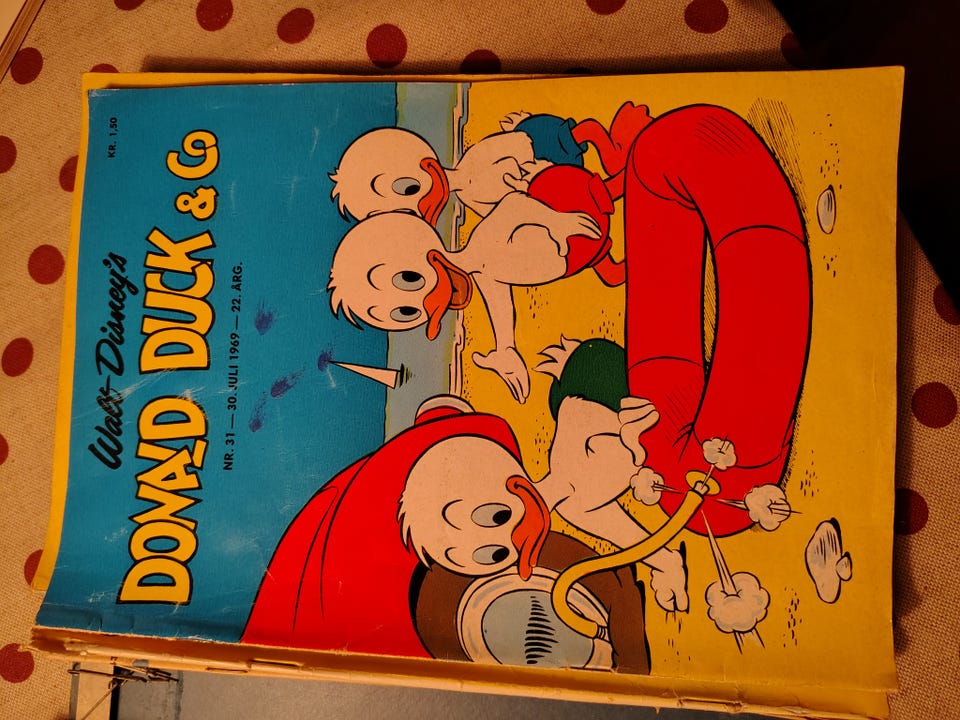 KR. 1,50
Walt Disney's
DONALD DUCK & Co
NR. 31 — 30. JULI 1969 — 22. ÅRG.